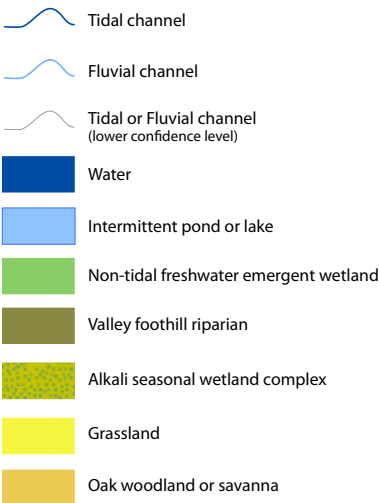 Tidal channel
Fluvial channel
Tidal or Fluvial channel
(lower confidence level)
Water
Intermittent pond or lake
Non-tidal freshwater emergent wetland
Valley foothill riparian
Alkali seasonal wetland complex
Grassland
Oak woodland or savanna